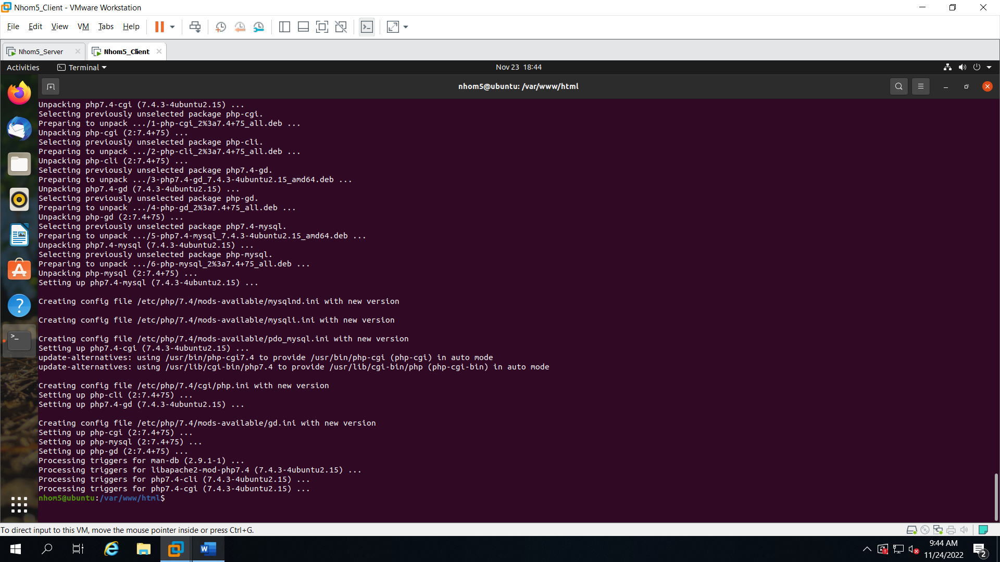 Nhom5_Client - VMware Workstation
File Edit View VM Tabs Help
Nhom5_Server
Nhom5_Client
Activities Terminal Nov 23 18:44
nhom5@ubuntu: /var/www/html
Unpacking php7.4-cgi (7.4.3-4ubuntu2.15) ...
Selecting previously unselected package php-cgi.
Preparing to unpack .../1-php-cgi_2%3a7.4+75_all.deb ...
Unpacking php-cgi (2:7.4+75) ...
Selecting previously unselected package php-cli.
Preparing to unpack .../2-php-cli_2%3a7.4+75_all.deb ...
Unpacking php-cli (2:7.4+75) ...
Selecting previously unselected package php7.4-gd.
Preparing to unpack .../3-php7.4-gd_7.4.3-4ubuntu2.15_amd64.deb ...
Unpacking php7.4-gd (7.4.3-4ubuntu2.15) ...
Selecting previously unselected package php-gd.
Preparing to unpack .../4-php-gd_2%3a7.4+75_all.deb ...
Unpacking php-gd (2:7.4+75) ...
Selecting previously unselected package php7.4-mysql.
Preparing to unpack .../5-php7.4-mysql_7.4.3-4ubuntu2.15_amd64.deb ...
Unpacking php7.4-mysql (7.4.3-4ubuntu2.15) ...
Selecting previously unselected package php-mysql.
Preparing to unpack .../6-php-mysql_2%3a7.4+75_all.deb ...
Unpacking php-mysql (2:7.4+75) ...
Setting up php7.4-mysql (7.4.3-4ubuntu2.15) ...
Creating config file /etc/php/7.4/mods-available/mysqlnd.ini with new version
Creating config file /etc/php/7.4/mods-available/mysqli.ini with new version
Creating config file /etc/php/7.4/mods-available/pdo_mysql.ini with new version
Setting up php7.4-cgi (7.4.3-4ubuntu2.15) ...
update-alternatives: using /usr/bin/php-cgi7.4 to provide /usr/bin/php-cgi (php-cgi) in auto mode
update-alternatives: using /usr/lib/cgi-bin/php7.4 to provide /usr/lib/cgi-bin/php (php-cgi-bin) in auto mode
Creating config file /etc/php/7.4/cgi/php.ini with new version
Setting up php-cli (2:7.4+75) ...
Setting up php7.4-gd (7.4.3-4ubuntu2.15) ...
Creating config file /etc/php/7.4/mods-available/gd.ini with new version
Setting up php-cgi (2:7.4+75) ...
Setting up php-mysql (2:7.4+75) ...
Setting up php-gd (2:7.4+75) ...
Processing triggers for man-db (2.9.1-1) ...
Processing triggers for libapache2-mod-php7.4 (7.4.3-4ubuntu2.15) ...
Processing triggers for php7.4-cli (7.4.3-4ubuntu2.15) ...
Processing triggers for php7.4-cgi (7.4.3-4ubuntu2.15) ...
nhom5@ubuntu:/var/www/html$
To direct input to this VM, move the mouse pointer inside or press Ctrl+G.
9:44 AM
11/24/2022
2